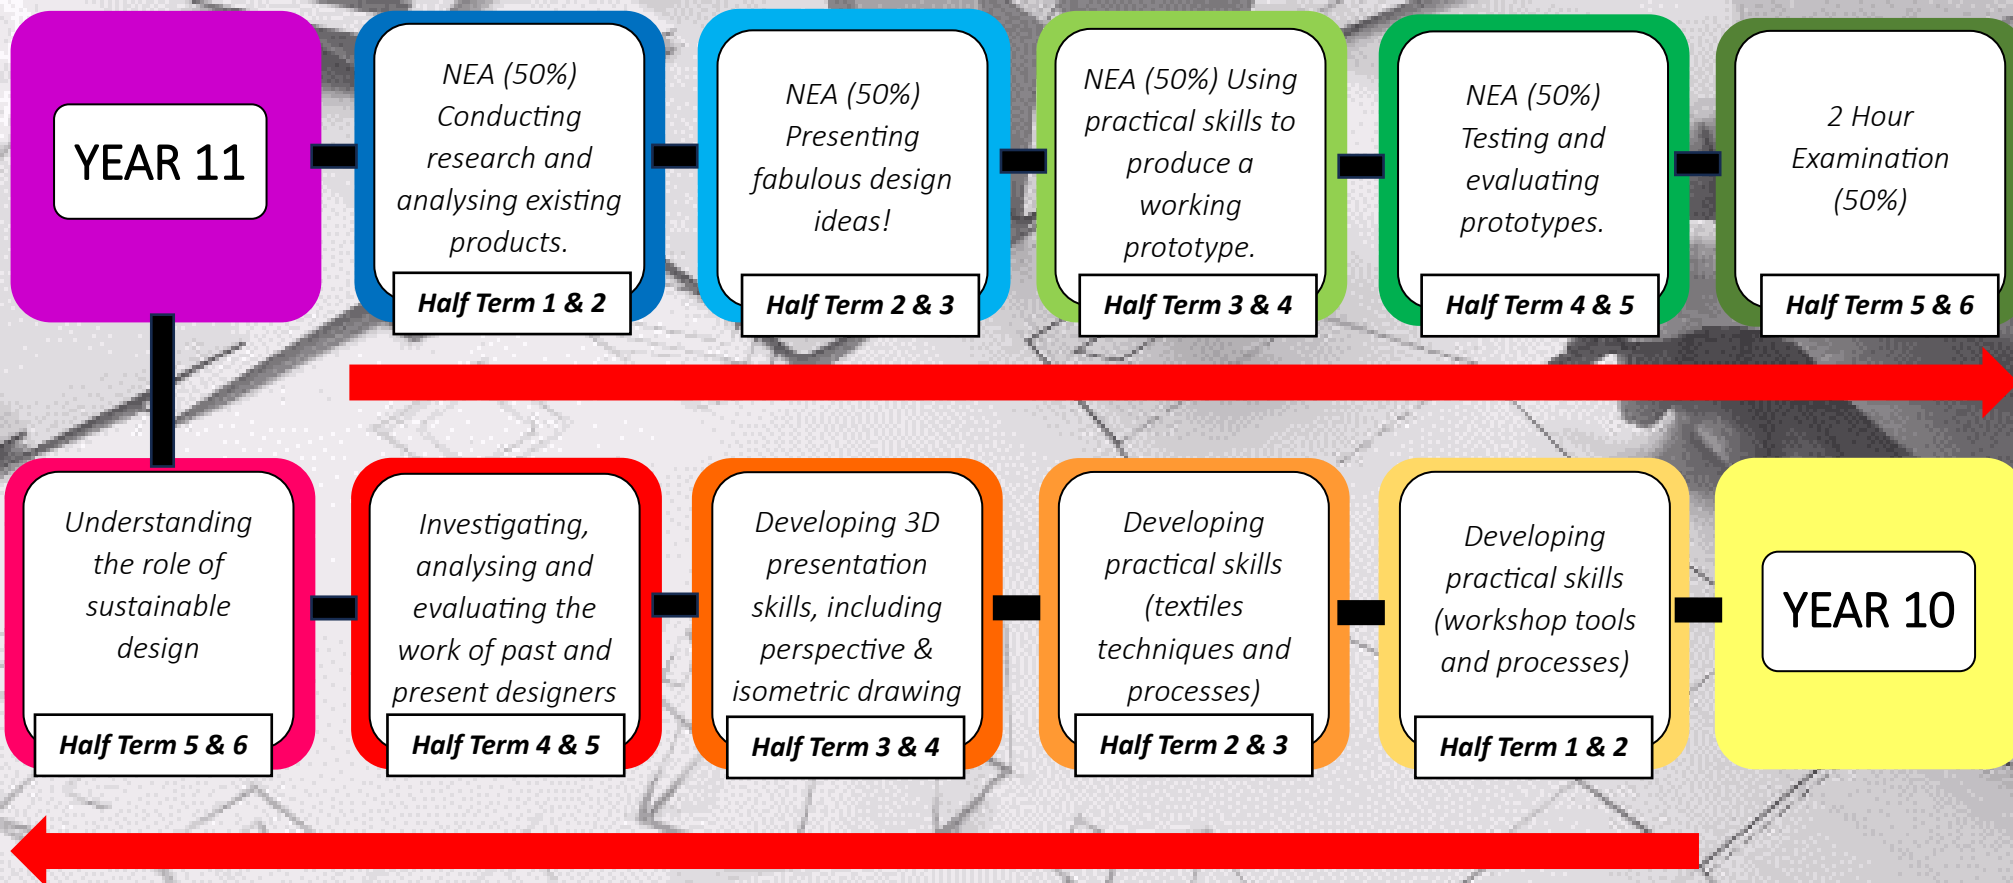 YEAR 11
NEA (50%)
Conducting
research and
analysing existing
products.
Half Term 1 & 2
NEA (50%)
Presenting
fabulous design
ideas!
Half Term 2 & 3
NEA (50%) Using
practical skills to
produce a
working
prototype.
Half Term 3 & 4
NEA (50%)
Testing and
evaluating
prototypes.
Half Term 4 & 5
2 Hour
Examination
(50%)
Half Term 5 & 6
Understanding
the role of
sustainable
design
Half Term 5 & 6
Investigating,
analysing and
evaluating the
work of past and
present designers
Half Term 4 & 5
Developing 3D
presentation
skills, including
perspective &
isometric drawing
Half Term 3 & 4
Developing
practical skills
(textiles
techniques and
processes)
Half Term 2 & 3
Developing
practical skills
(workshop tools
and processes)
Half Term 1 & 2
YEAR 10